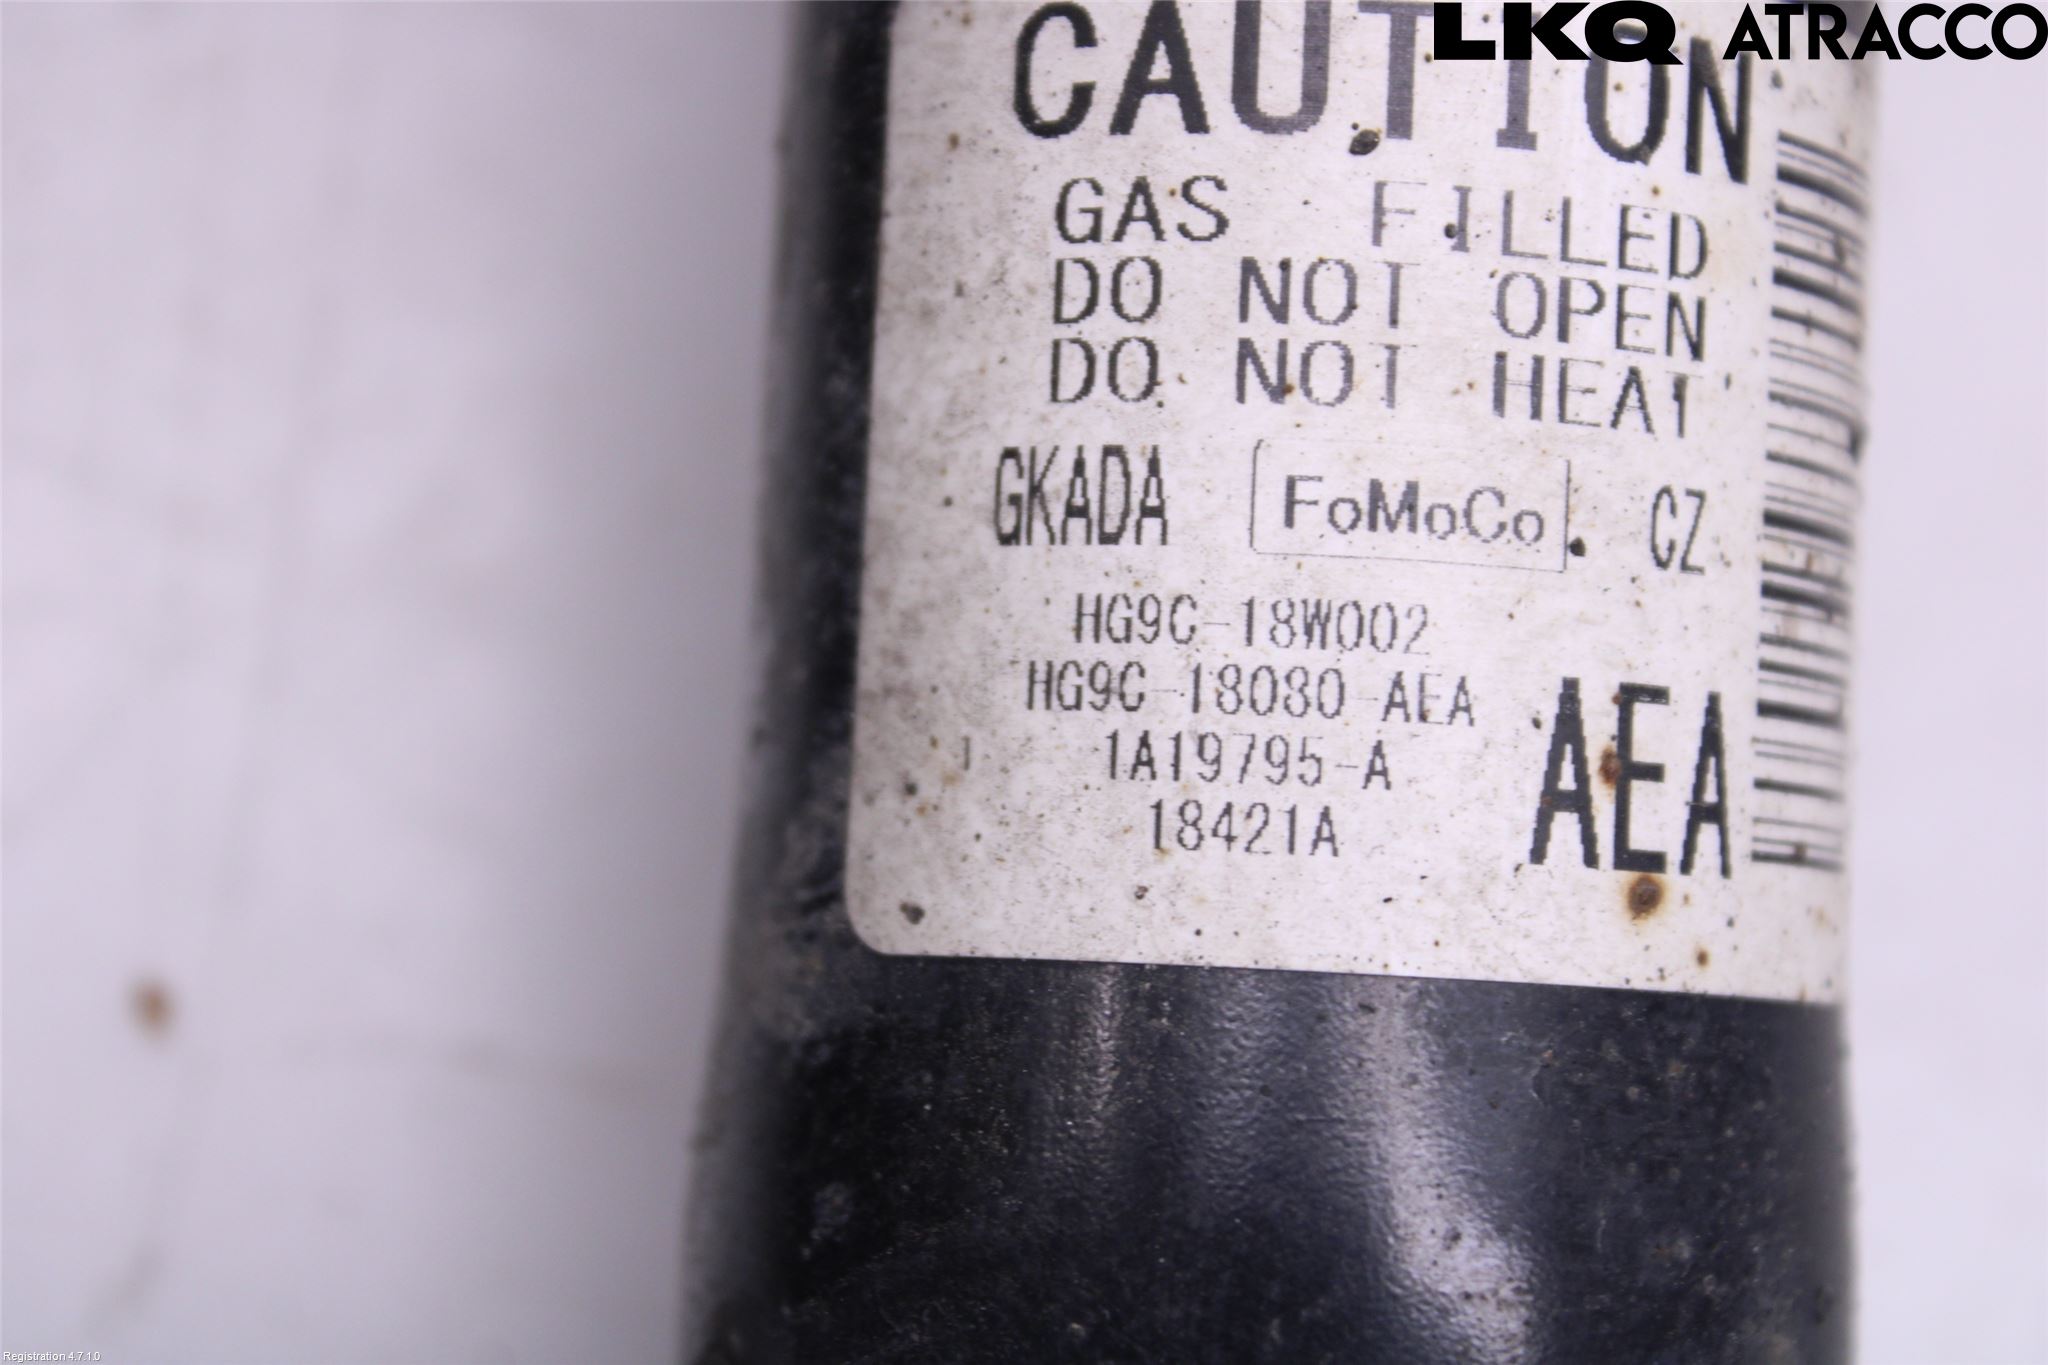 LKQ ATRACCO
CAUTION
GAS FILLED
DO NOT OPEN
DO NOT HEAT
GKADA FoMoCo CZ
HG9C-18W002
HG9C-18080-AEA
1A19795-A
18421A
AEA
Registration 4.7.1.0